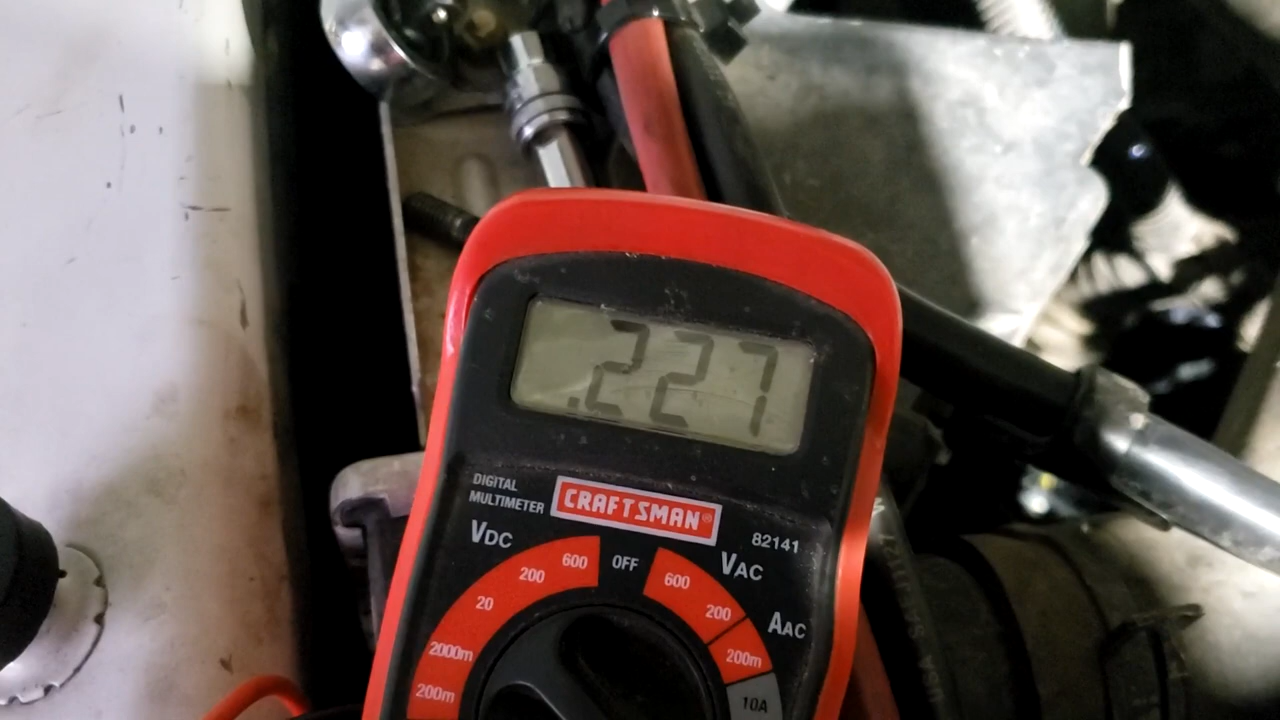 .227
DIGITAL
MULTIMETER
CRAFTSMAN®
82141
VDC
OFF
VAC
600
600
200
200
20
AAC
2000m
200m
200m
10A